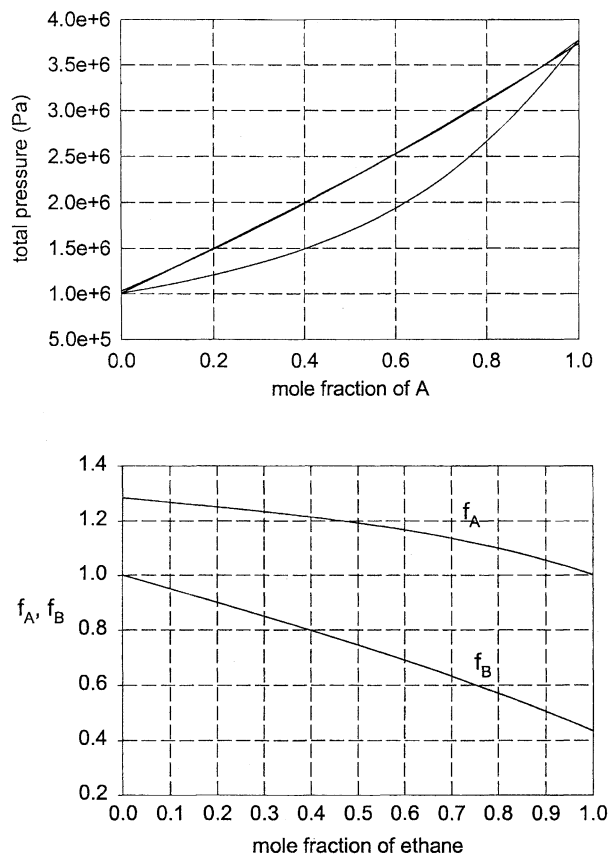 4.0e+6
3.5e+6
3.0e+6
2.5e+6
2.0e+6
1.5e+6
1.0e+6
5.0e+5
total pressure (Pa)
0.0 0.2 0.4 0.6 0.8 1.0
mole fraction of A
1.4
1.2
1.0
0.8
0.6
0.4
0.2
f_A, f_B
f_A
f_B
0.0 0.1 0.2 0.3 0.4 0.5 0.6 0.7 0.8 0.9 1.0
mole fraction of ethane